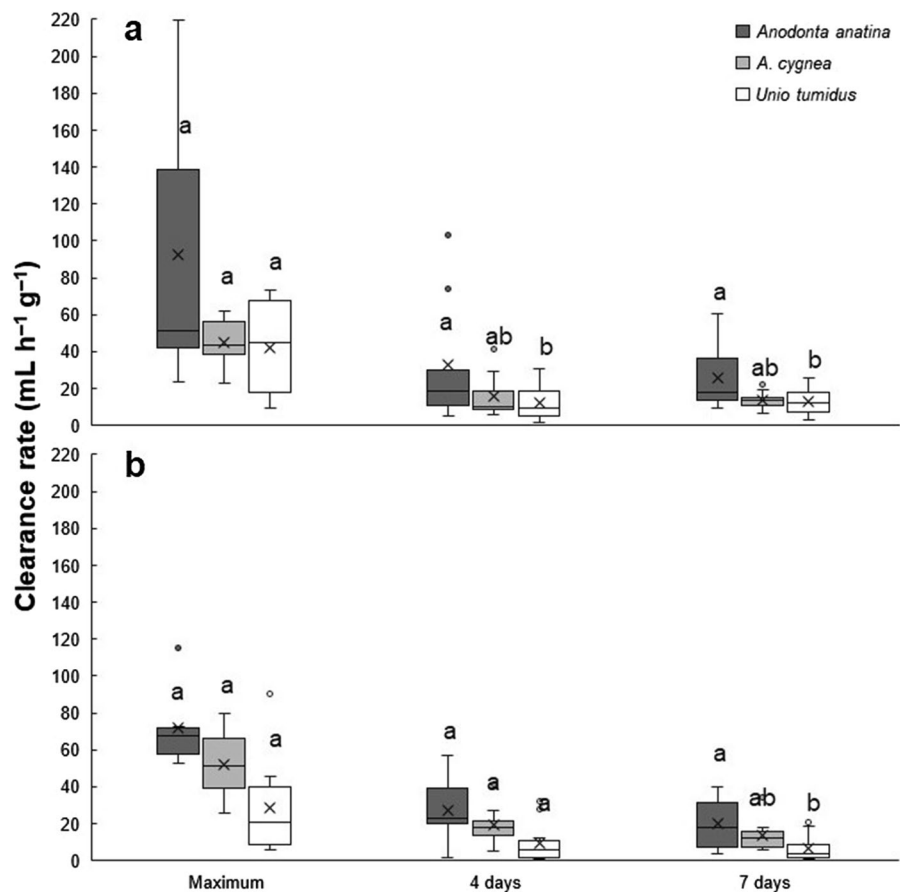 a
Anodonta anatina
A. cygnea
Unio tumidus
Clearance rate (mL h⁻¹ g⁻¹)
220
200
180
160
140
120
100
80
60
40
20
0
a
a
a
a
ab
b
a
ab
b
b
220
200
180
160
140
120
100
80
60
40
20
0
a
a
a
a
a
a
a
ab
b
Maximum
4 days
7 days